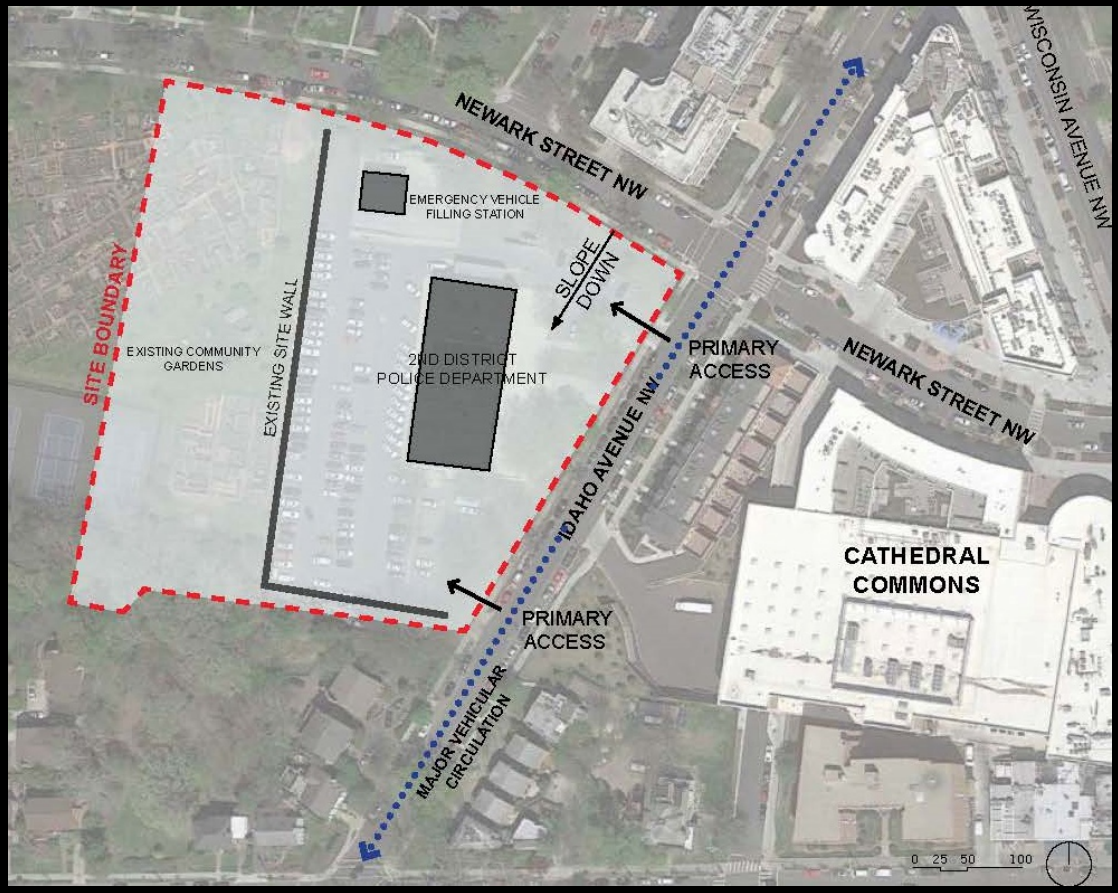 WISCONSIN AVENUE NW
NEWARK STREET NW
EMERGENCY VEHICLE
FILLING STATION
SLOPE
DOWN
SITE BOUNDARY
EXISTING SITE WALL
EXISTING COMMUNITY
GARDENS
2ND DISTRICT
POLICE DEPARTMENT
PRIMARY
ACCESS
NEWARK STREET NW
IDAHO AVENUE NW
CATHEDRAL
COMMONS
PRIMARY
ACCESS
MAJOR VEHICULAR
CIRCULATION
0 25 50 100